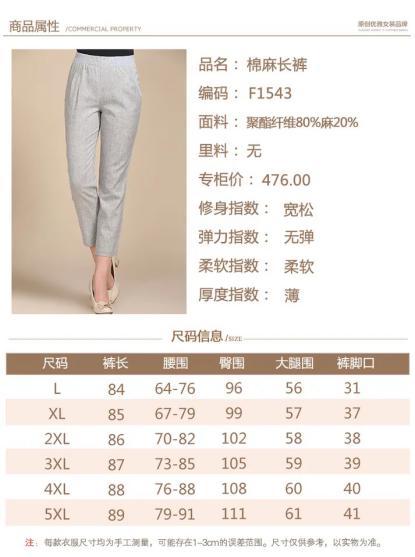 商品属性 /COMMERCIAL PROPERTY
原创优雅女装品牌
品名： 棉麻长裤
编码： F1543
面料： 聚酯纤维80%麻20%
里料： 无
专柜价： 476.00
修身指数： 宽松
弹力指数： 无弹
柔软指数： 柔软
厚度指数： 薄
尺码信息 /SIZE
尺码 裤长 腰围 臀围 大腿围 裤脚口
L 84 64-76 96 56 31
XL 85 67-79 99 57 37
2XL 86 70-82 102 58 38
3XL 87 73-85 105 59 39
4XL 88 76-88 108 60 40
5XL 89 79-91 111 61 41
注： 每款衣服尺寸均为手工测量，可能存在1-3cm的误差范围。尺寸仅供参考，以实物为准。